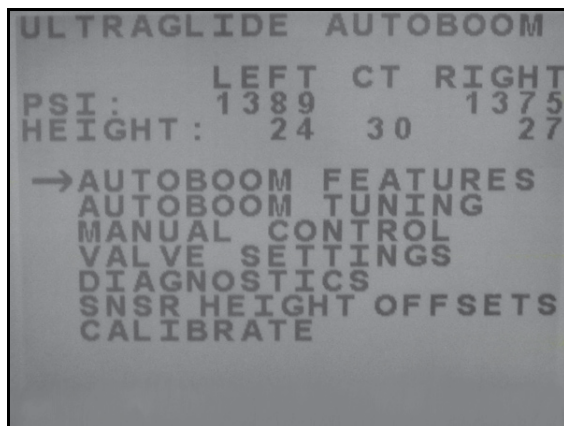 ULTRAGLIDE AUTOBOOM
LEFT CT RIGHT
PSI: 1389 1375
HEIGHT: 24 30 27
→AUTOBOOM FEATURES
AUTOBOOM TUNING
MANUAL CONTROL
VALVE SETTINGS
DIAGNOSTICS
SNSR HEIGHT OFFSETS
CALIBRATE